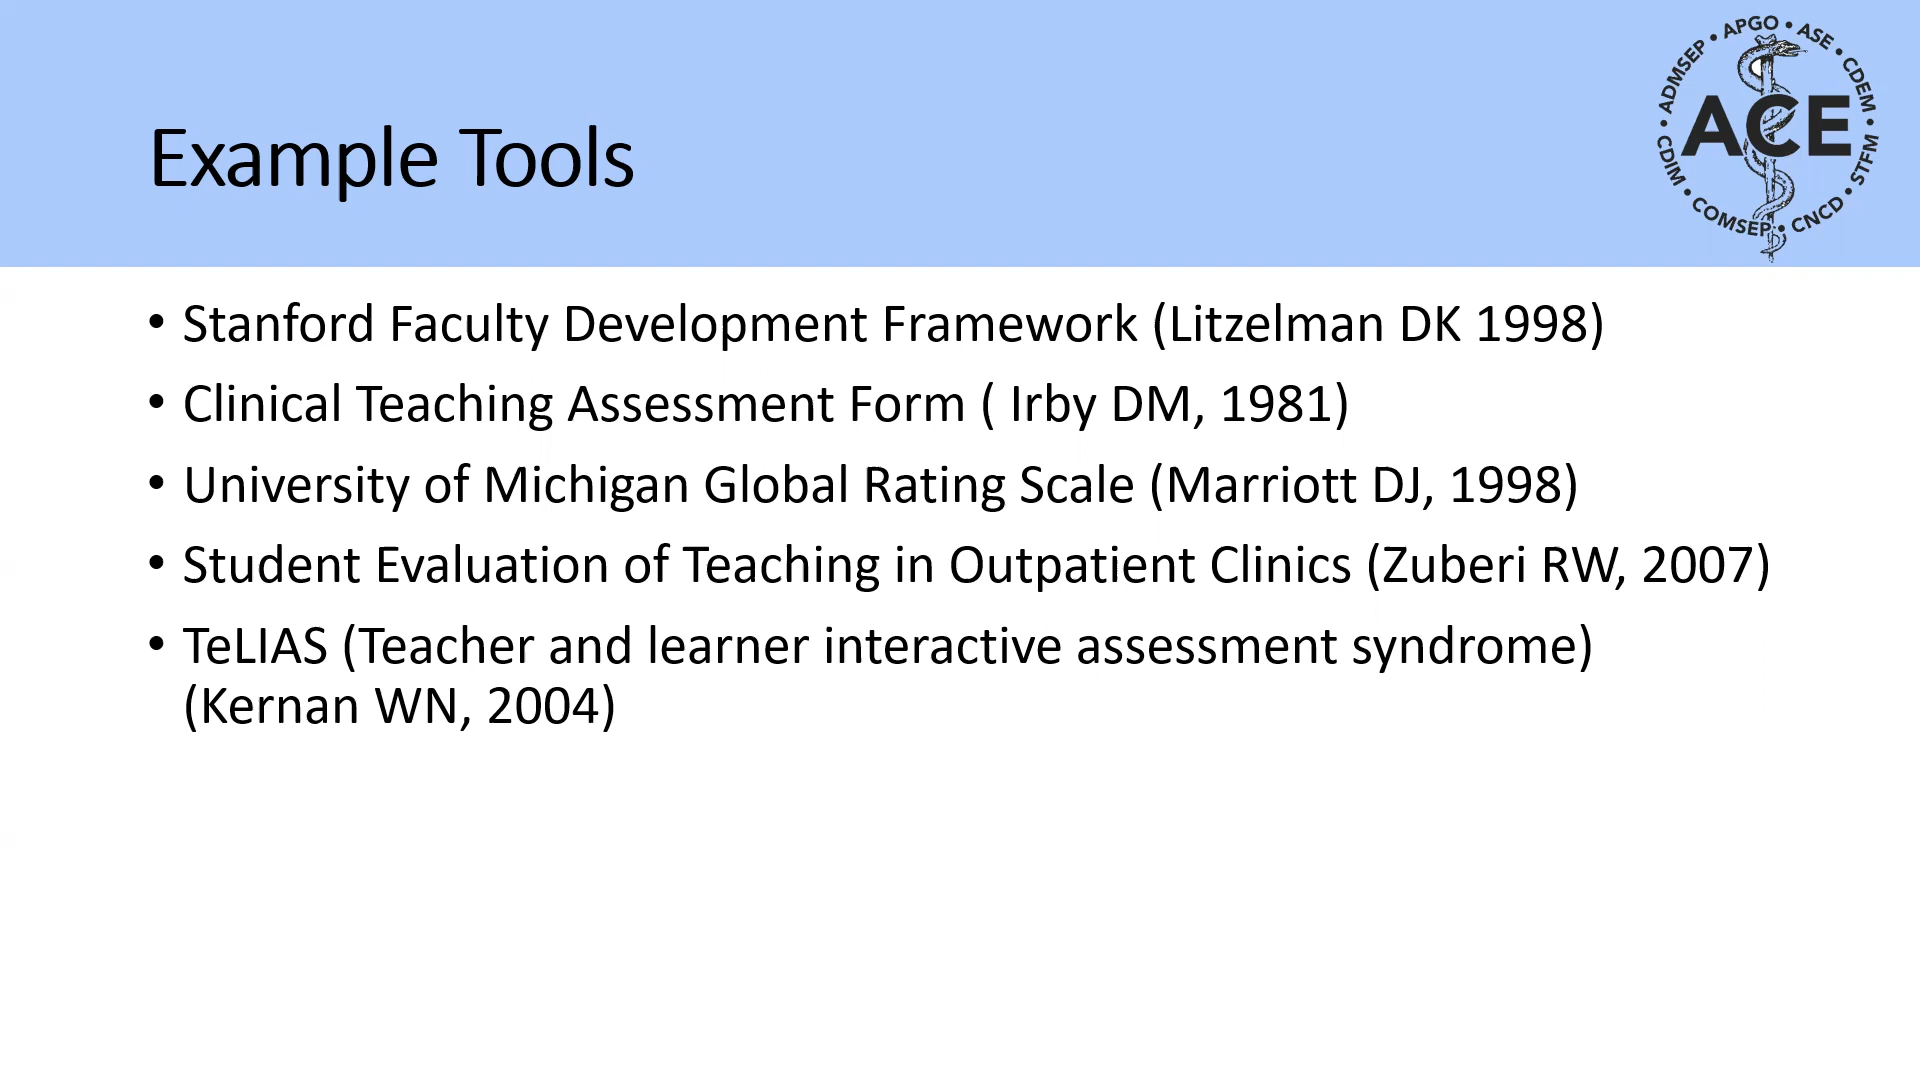 ADMSEP • APGO • ASE • CDEM • STFM • CNCD • COMSEP • CDIM •
ACE
Example Tools
• Stanford Faculty Development Framework (Litzelman DK 1998)
• Clinical Teaching Assessment Form ( Irby DM, 1981)
• University of Michigan Global Rating Scale (Marriott DJ, 1998)
• Student Evaluation of Teaching in Outpatient Clinics (Zuberi RW, 2007)
• TeLIAS (Teacher and learner interactive assessment syndrome)
(Kernan WN, 2004)